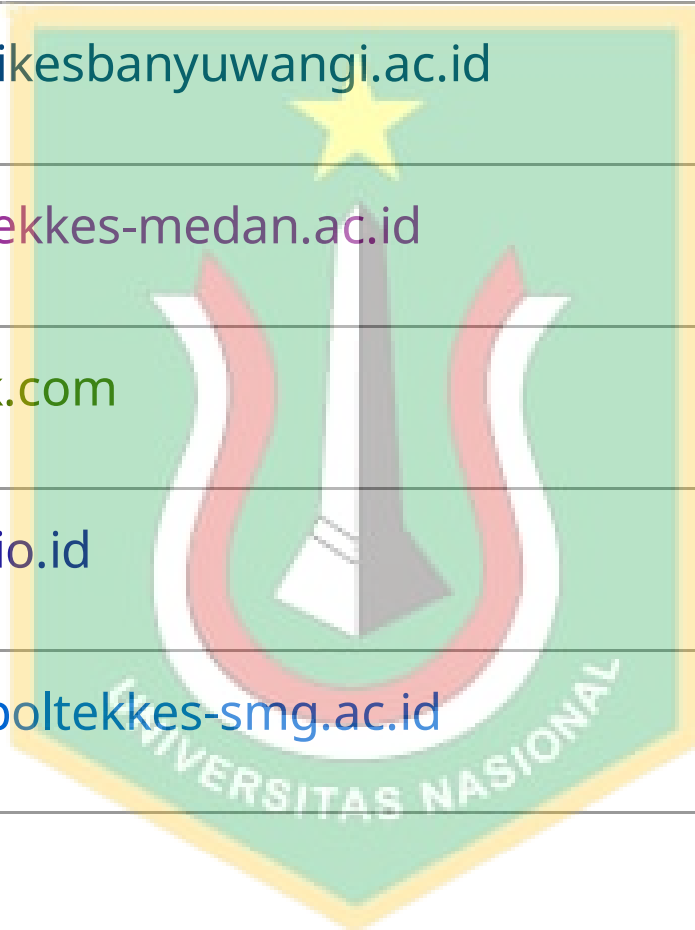 ikesbanyuwangi.ac.id
ekkes-medan.ac.id
k.com
io.id
poltekkes-smg.ac.id
UNIVERSITAS NASIONAL